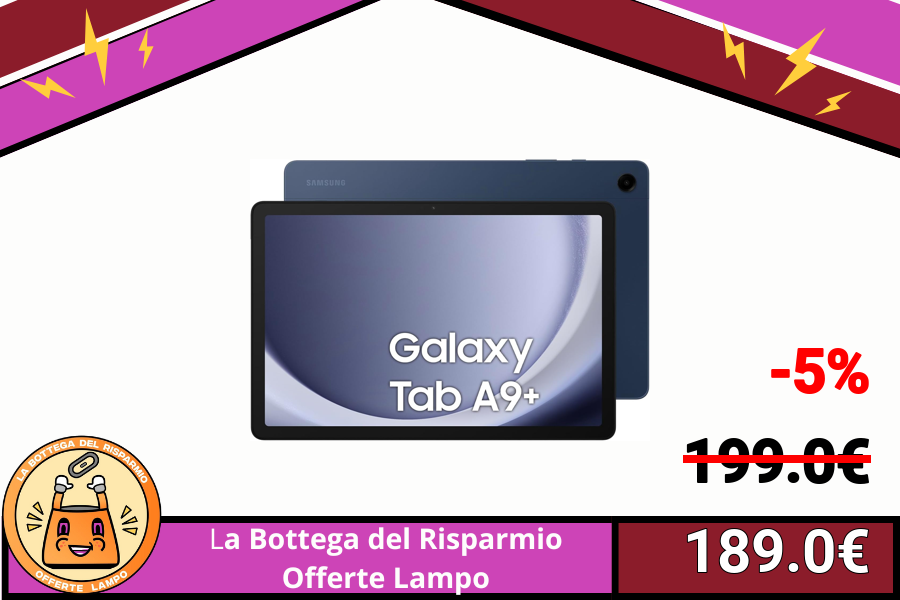 SAMSUNG
Galaxy
Tab A9+
-5%
199.0€
LA BOTTEGA DEL RISPARMIO
OFFERTE LAMPO
La Bottega del Risparmio
Offerte Lampo
189.0€